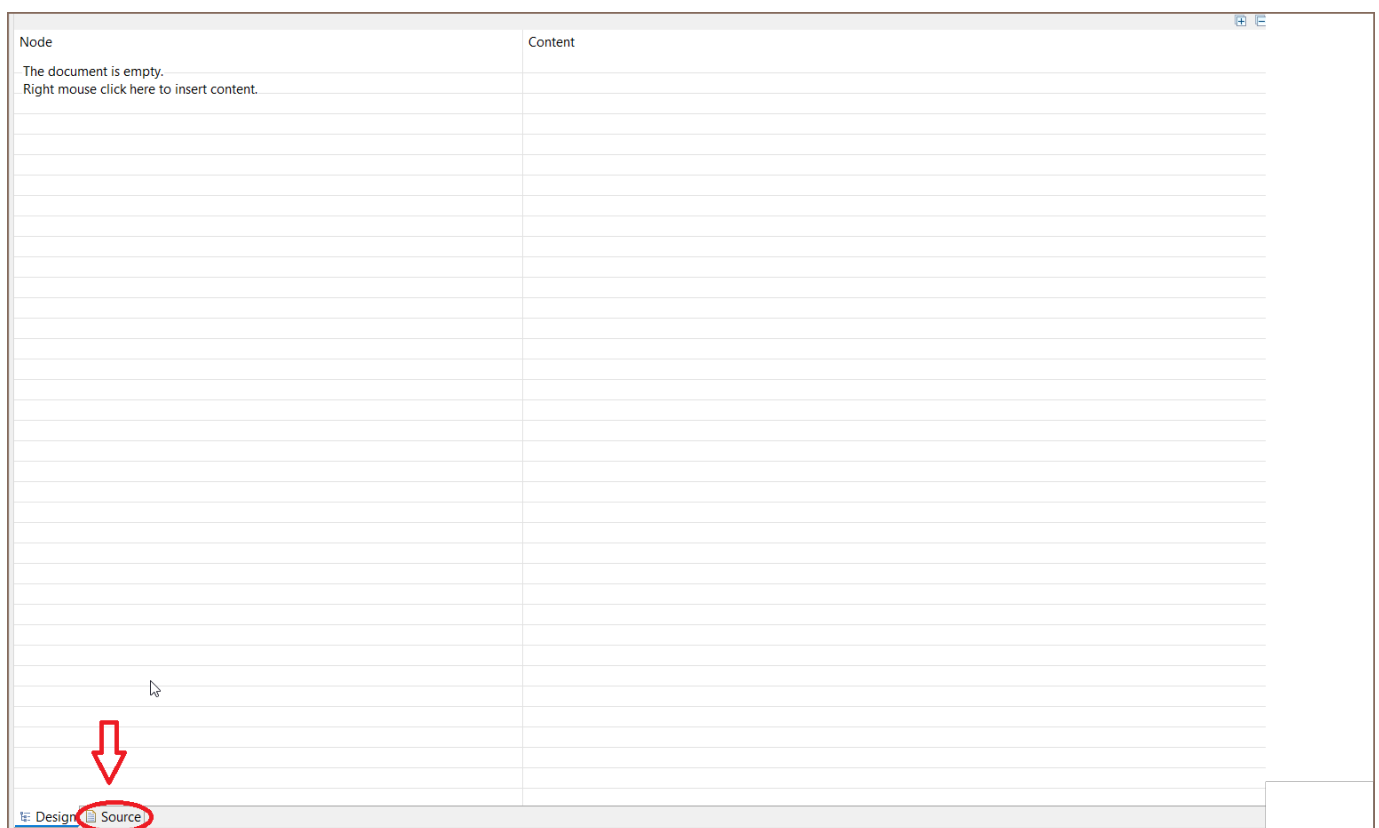 Node Content
The document is empty.
Right mouse click here to insert content.
Design Source